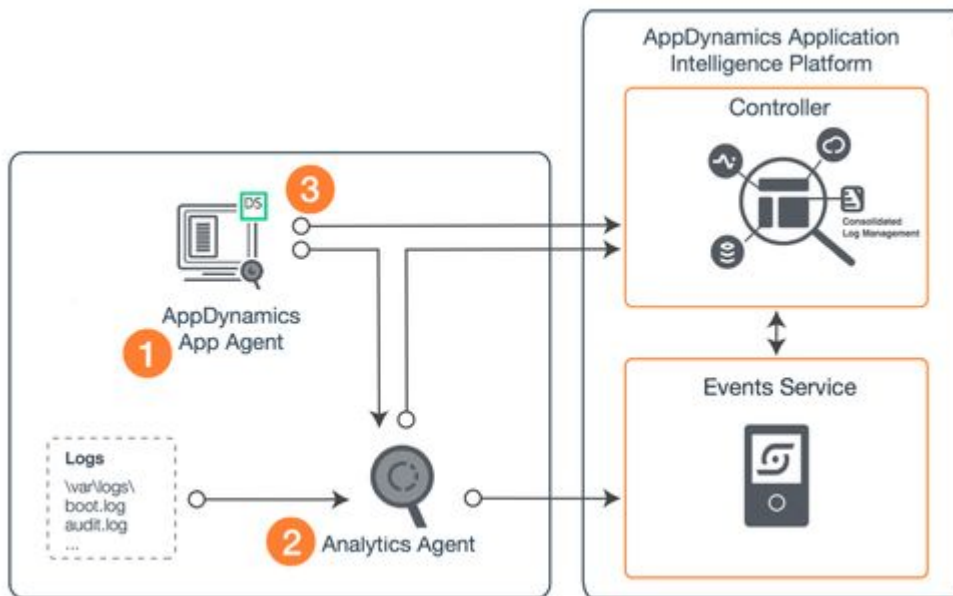 AppDynamics Application
Intelligence Platform
Controller
Consolidated
Log Management
3
DS
AppDynamics
App Agent
1
Events Service
Logs
\var\logs\
boot.log
audit.log
...
2
Analytics Agent